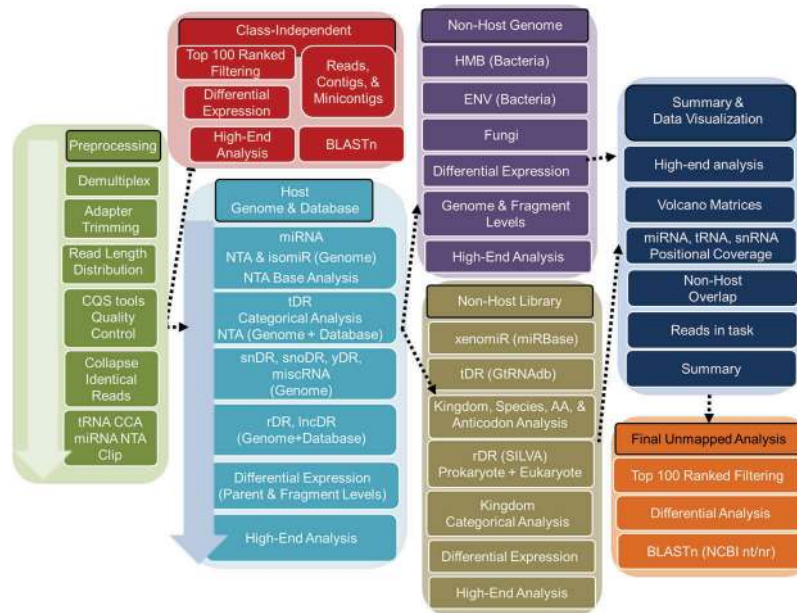 Preprocessing
Demultiplex
Adapter
Trimming
Read Length
Distribution
CQS tools
Quality
Control
Collapse
Identical
Reads
tRNA CCA
miRNA NTA
Clip
Class-Independent
Top 100 Ranked
Filtering
Differential
Expression
High-End
Analysis
Reads,
Contigs, &
Minicontigs
BLASTn
Host
Genome & Database
miRNA
NTA & isomiR (Genome)
NTA Base Analysis
tDR
Categorical Analysis
NTA (Genome + Database)
snDR, snoDR, yDR,
miscRNA
(Genome)
rDR, lncDR
(Genome+Database)
Differential Expression
(Parent & Fragment Levels)
High-End Analysis
Non-Host Genome
HMB (Bacteria)
ENV (Bacteria)
Fungi
Differential Expression
Genome & Fragment
Levels
High-End Analysis
Non-Host Library
xenomiR (miRBase)
tDR (GtRNAdb)
Kingdom, Species, AA, &
Anticodon Analysis
rDR (SILVA)
Prokaryote + Eukaryote
Kingdom
Categorical Analysis
Differential Expression
High-End Analysis
Summary &
Data Visualization
High-end analysis
Volcano Matrices
miRNA, tRNA, snRNA
Positional Coverage
Non-Host
Overlap
Reads in task
Summary
Final Unmapped Analysis
Top 100 Ranked Filtering
Differential Analysis
BLASTn (NCBI nt/nr)